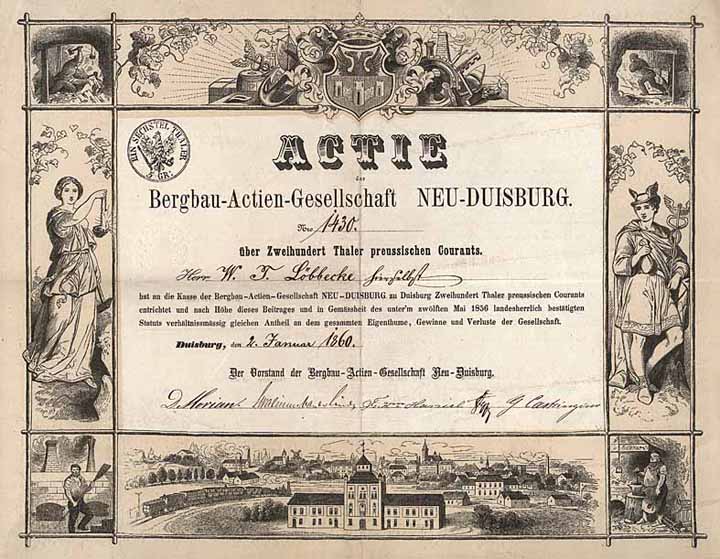 EIN SECHSTEL THALER
5 GR:
ACTIE
der
Bergbau-Actien-Gesellschaft NEU-DUISBURG.
Nro 1430.
über Zweihundert Thaler preussischen Courants.
Herr W. T. Löbbecke hierselbst
hat an die Kasse der Bergbau-Actien-Gesellschaft NEU-DUISBURG zu Duisburg Zweihundert Thaler preussischen Courants
entrichtet und nach Höhe dieses Beitrages und in Gemässheit des unter'm zwölften Mai 1856 landesherrlich bestätigten
Statuts verhältnissmässig gleichen Antheil an dem gesammten Eigenthume, Gewinne und Verluste der Gesellschaft.
Duisburg, den 2. Januar 1860.
Der Vorstand der Bergbau-Actien-Gesellschaft Neu-Duisburg.
D. Morian